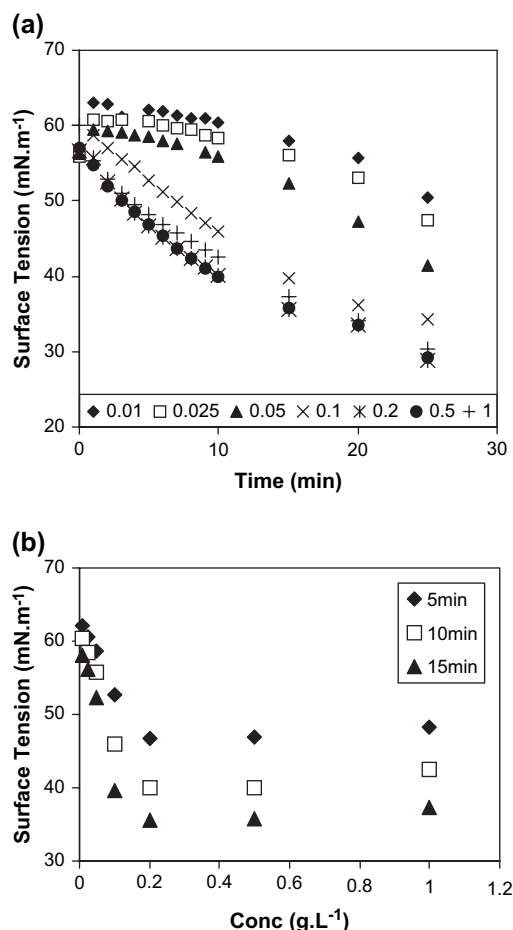 (a)
70
60
50
40
30
20
Surface Tension (mN.m-1)
0.01 0.025 0.05 0.1 0.2 0.5 1
0 10 20 30
Time (min)
(b)
70
60
50
40
30
Surface Tension (mN.m-1)
5min
10min
15min
0 0.2 0.4 0.6 0.8 1 1.2
Conc (g.L-1)